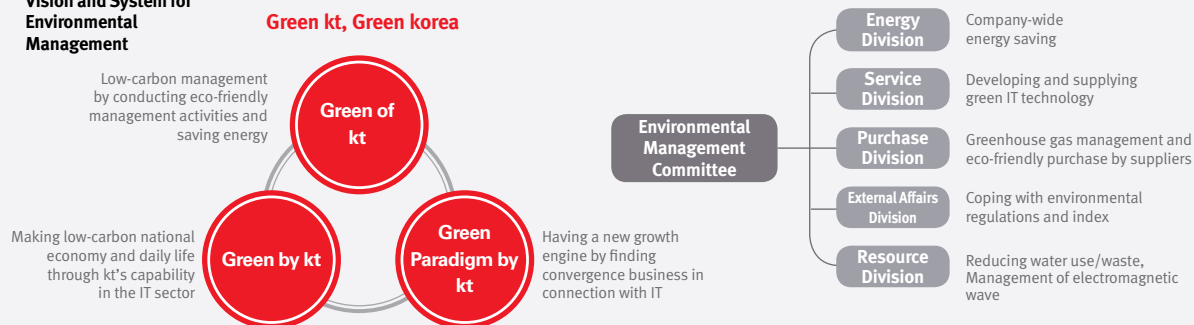 Vision and System for
Environmental
Management
Green kt, Green korea
Low-carbon management
by conducting eco-friendly
management activities and
saving energy
Green of
kt
Making low-carbon national
economy and daily life
through kt's capability
in the IT sector
Green by kt
Green
Paradigm by
kt
Having a new growth
engine by finding
convergence business in
connection with IT
Environmental
Management
Committee
Energy
Division
Company-wide
energy saving
Service
Division
Developing and supplying
green IT technology
Purchase
Division
Greenhouse gas management and
eco-friendly purchase by suppliers
External Affairs
Division
Coping with environmental
regulations and index
Resource
Division
Reducing water use/waste,
Management of electromagnetic
wave